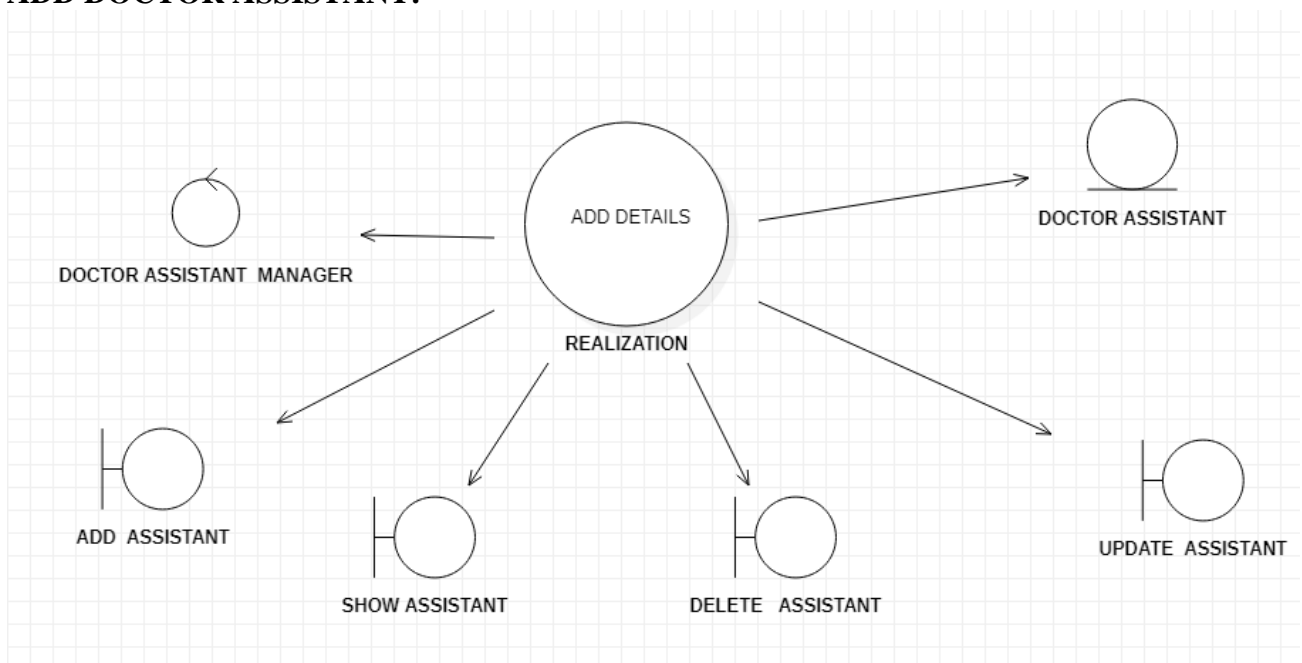 ADD DOCTOR ASSISTANT:
ADD DETAILS
DOCTOR ASSISTANT
DOCTOR ASSISTANT MANAGER
REALIZATION
ADD ASSISTANT
UPDATE ASSISTANT
SHOW ASSISTANT
DELETE ASSISTANT